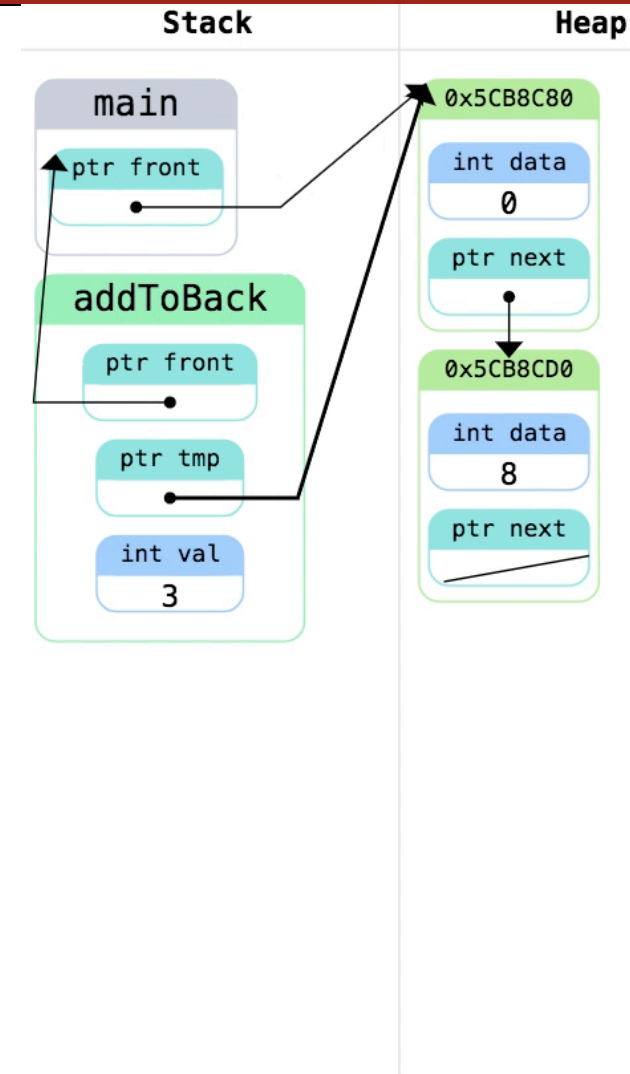 Stack
Heap
main
ptr front
addToBack
ptr front
ptr tmp
int val
3
0x5CB8C80
int data
0
ptr next
0x5CB8CD0
int data
8
ptr next